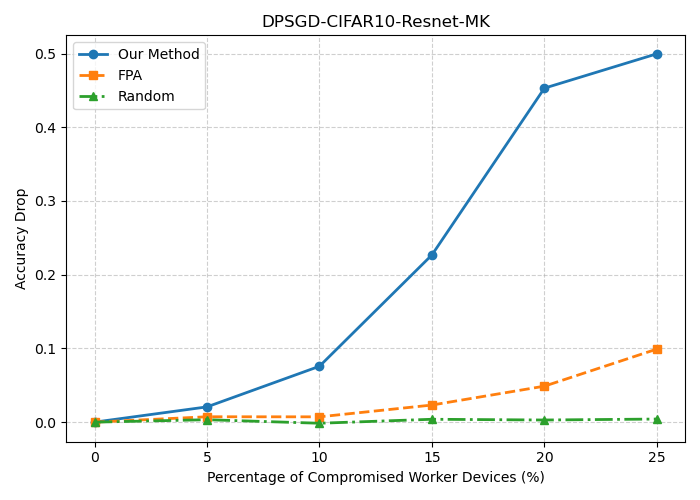 DPSGD-CIFAR10-Resnet-MK
Our Method
FPA
Random
Accuracy Drop
0.5
0.4
0.3
0.2
0.1
0.0
0 5 10 15 20 25
Percentage of Compromised Worker Devices (%)